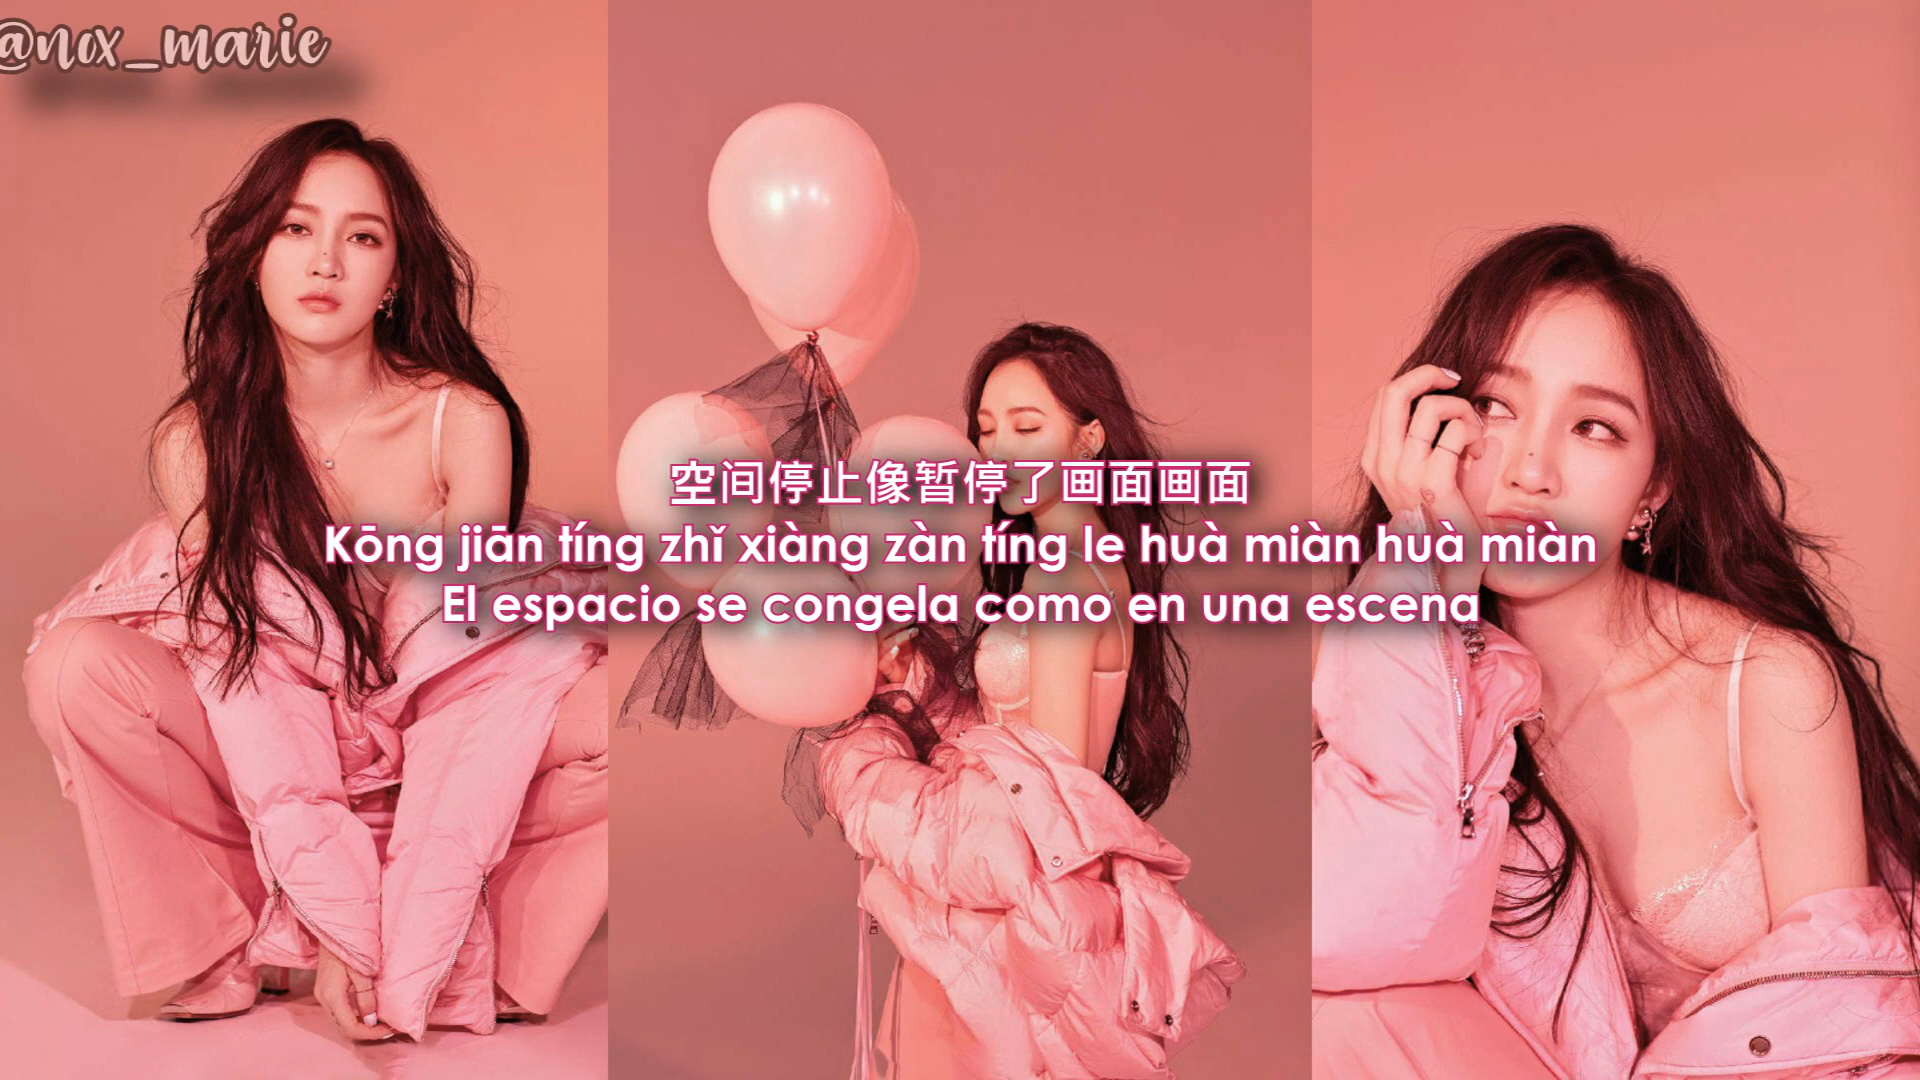 @nox_marie
空间停止像暂停了画面画面
Kōng jiān tíng zhǐ xiàng zàn tíng le huà miàn huà miàn
El espacio se congela como en una escena